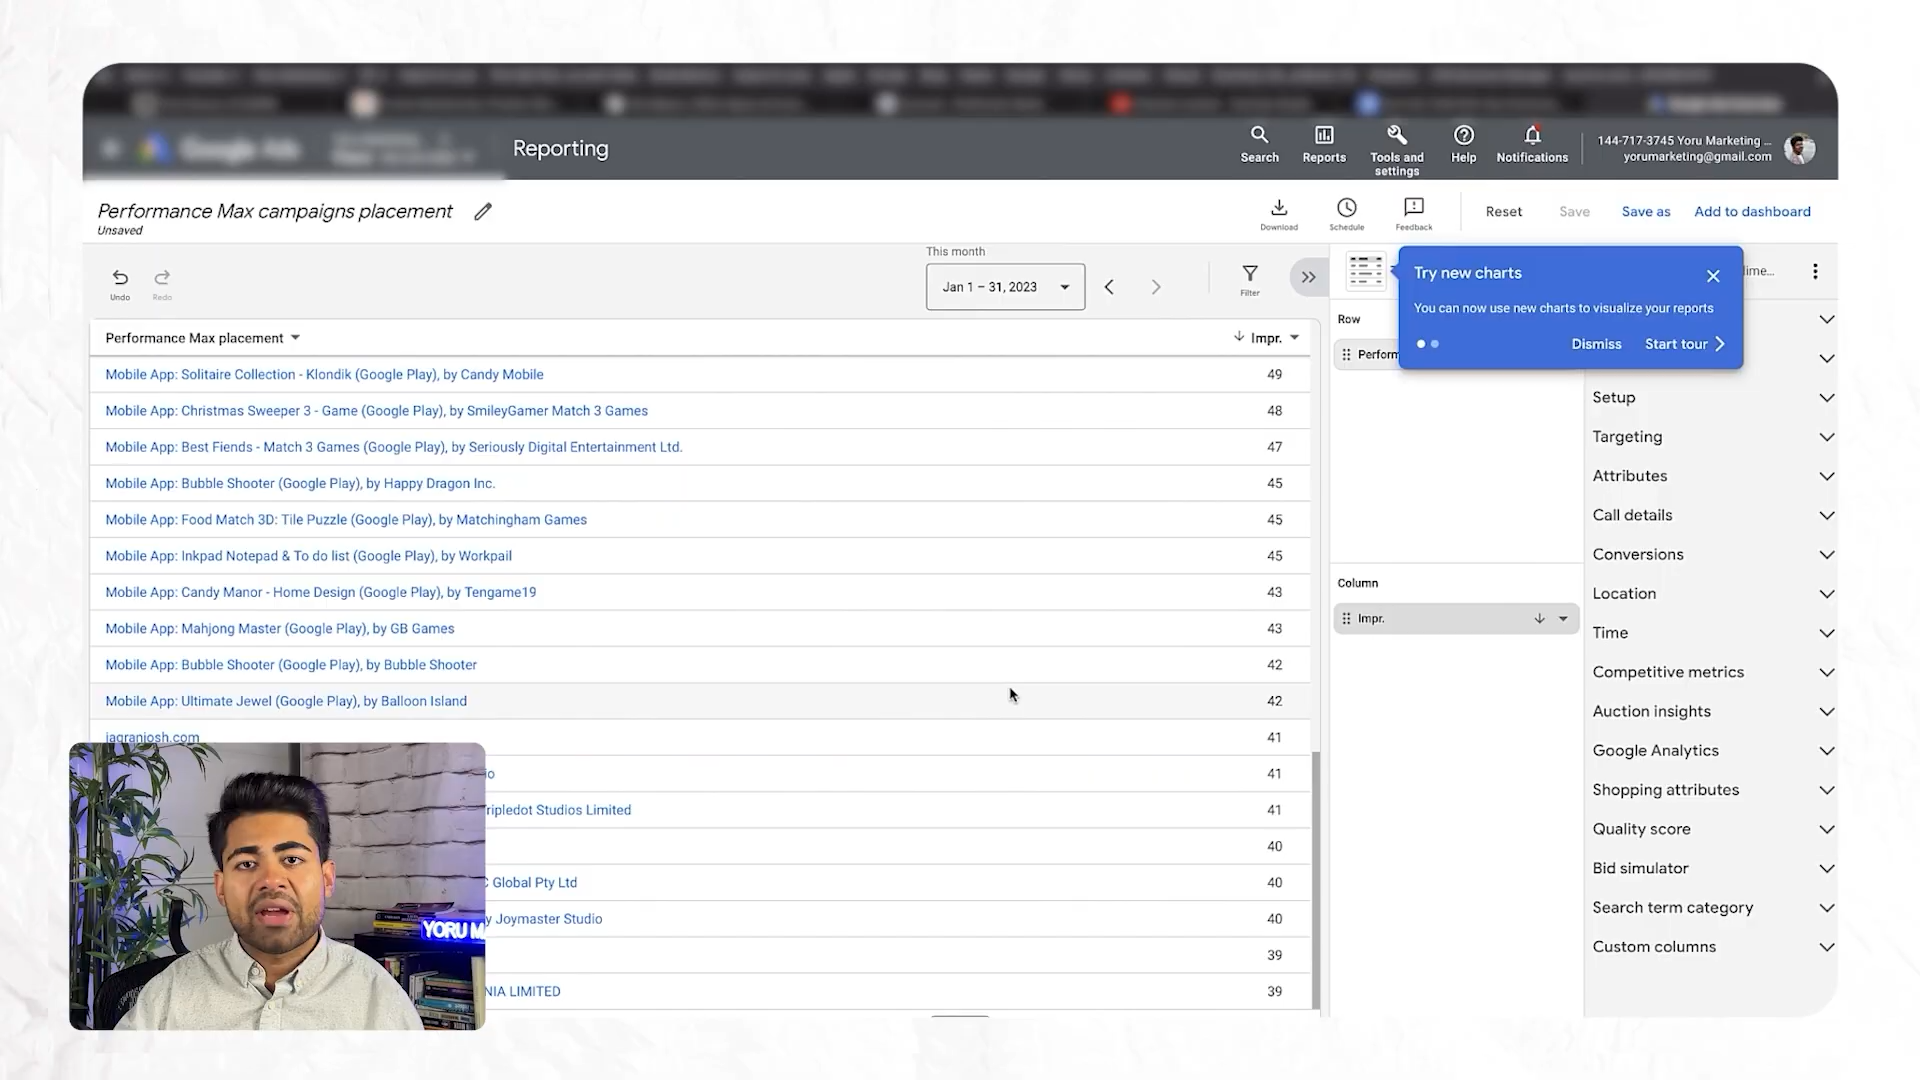 Google Ads
Reporting
Search
Reports
Tools and
settings
Help
Notifications
144-717-3745 Yoru Marketing ...
yorumarketing@gmail.com
Performance Max campaigns placement
Unsaved
Download
Schedule
Feedback
Reset
Save
Save as
Add to dashboard
Undo
Redo
This month
Jan 1 – 31, 2023
Filter
Try new charts
You can now use new charts to visualize your reports
Dismiss
Start tour
ime...
Row
Perform
Performance Max placement
Impr.
Mobile App: Solitaire Collection - Klondik (Google Play), by Candy Mobile 49
Mobile App: Christmas Sweeper 3 - Game (Google Play), by SmileyGamer Match 3 Games 48
Mobile App: Best Fiends - Match 3 Games (Google Play), by Seriously Digital Entertainment Ltd. 47
Mobile App: Bubble Shooter (Google Play), by Happy Dragon Inc. 45
Mobile App: Food Match 3D: Tile Puzzle (Google Play), by Matchingham Games 45
Mobile App: Inkpad Notepad & To do list (Google Play), by Workpail 45
Mobile App: Candy Manor - Home Design (Google Play), by Tengame19 43
Mobile App: Mahjong Master (Google Play), by GB Games 43
Mobile App: Bubble Shooter (Google Play), by Bubble Shooter 42
Mobile App: Ultimate Jewel (Google Play), by Balloon Island 42
jagranjosh.com 41
io 41
ripledot Studios Limited 41
40
C Global Pty Ltd 40
y Joymaster Studio 40
39
NIA LIMITED 39
Column
Impr.
Setup
Targeting
Attributes
Call details
Conversions
Location
Time
Competitive metrics
Auction insights
Google Analytics
Shopping attributes
Quality score
Bid simulator
Search term category
Custom columns
YORU M